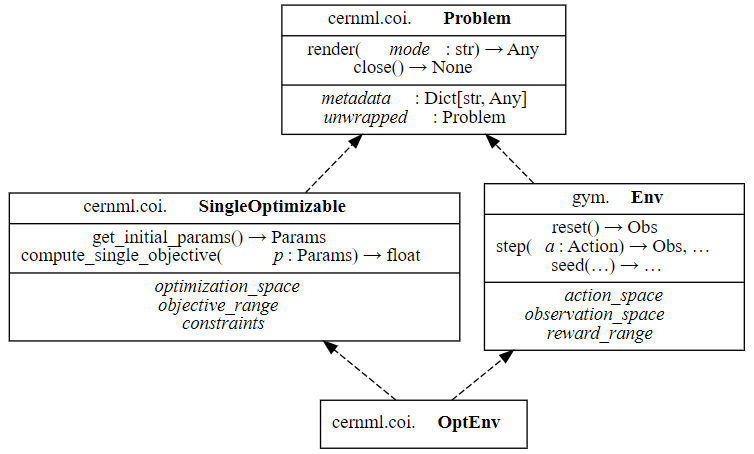 cernml.coi. Problem
render( mode : str) → Any
close() → None
metadata : Dict[str, Any]
unwrapped : Problem
cernml.coi. SingleOptimizable
get_initial_params() → Params
compute_single_objective( p : Params) → float
optimization_space
objective_range
constraints
gym. Env
reset() → Obs
step( a : Action) → Obs, …
seed(…) → …
action_space
observation_space
reward_range
cernml.coi. OptEnv